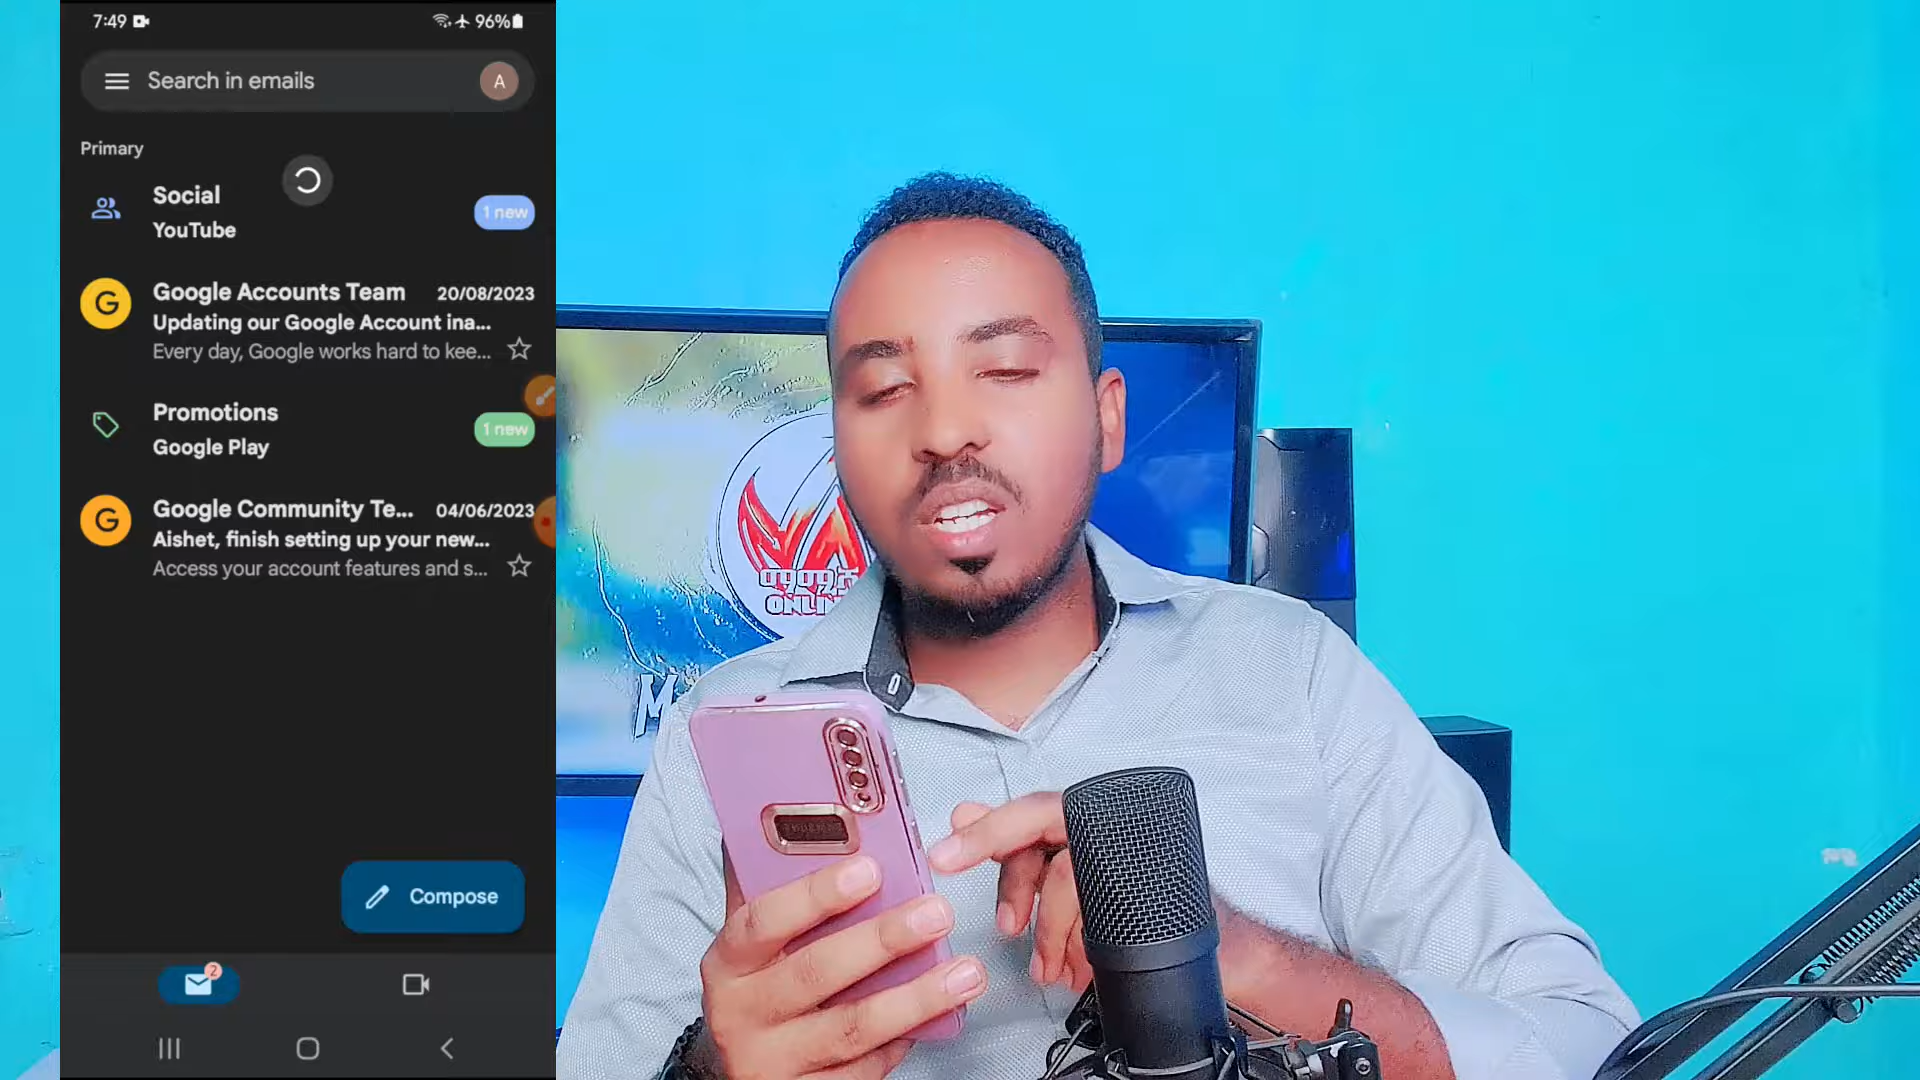 7:49
96%
Search in emails
A
Primary
Social
1 new
YouTube
G
Google Accounts Team 20/08/2023
Updating our Google Account ina...
Every day, Google works hard to kee...
Promotions
1 new
Google Play
G
Google Community Te... 04/06/2023
Aishet, finish setting up your new...
Access your account features and s...
Compose
2
ONLIN
M